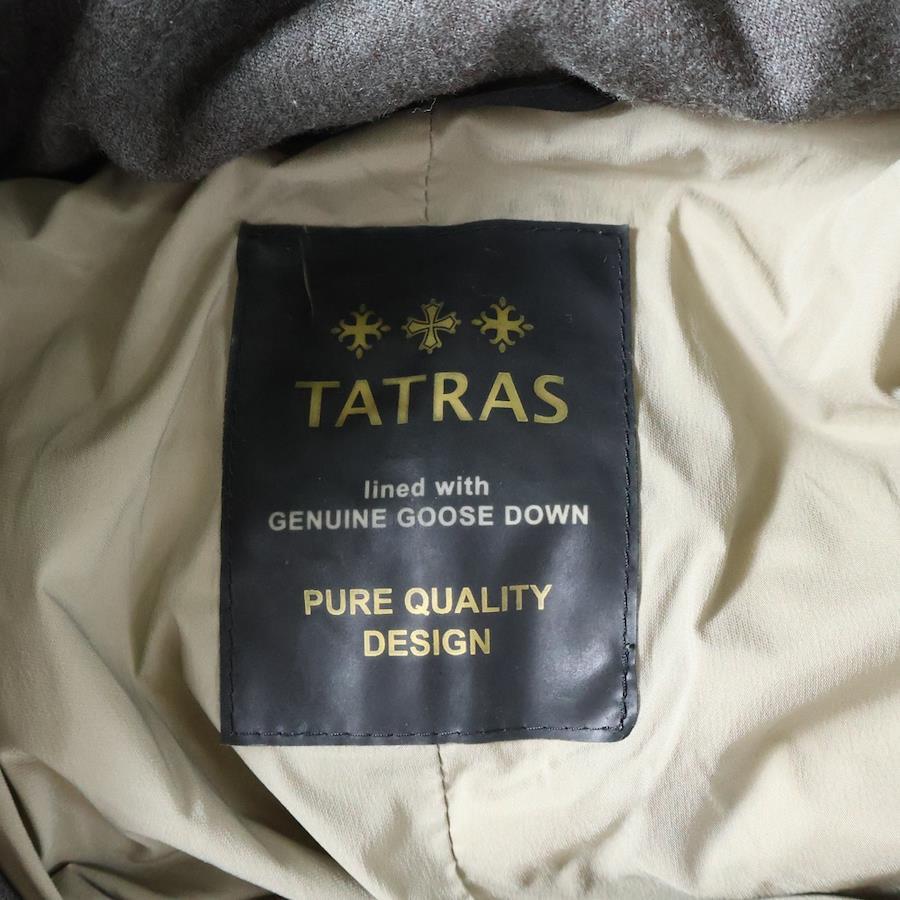 TATRAS
lined with
GENUINE GOOSE DOWN
PURE QUALITY
DESIGN